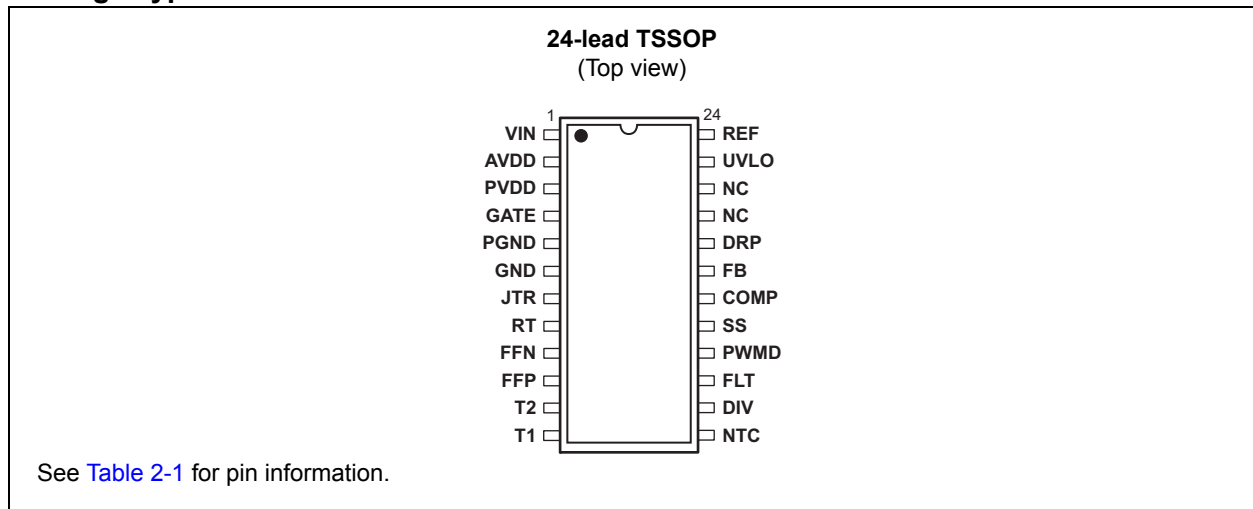 24-lead TSSOP
(Top view)
1 24
VIN REF
AVDD UVLO
PVDD NC
GATE NC
PGND DRP
GND FB
JTR COMP
RT SS
FFN PWMD
FFP FLT
T2 DIV
T1 NTC
See Table 2-1 for pin information.